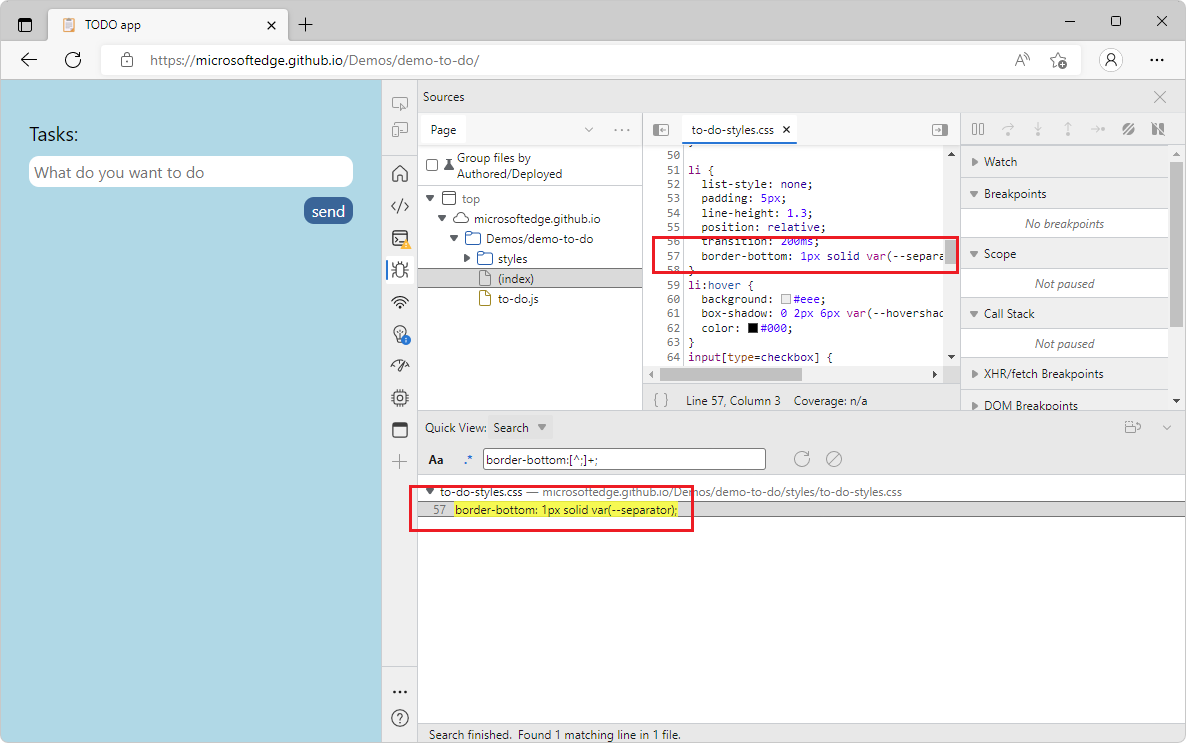 TODO app
https://microsoftedge.github.io/Demos/demo-to-do/
Tasks:
What do you want to do
send
Sources
Page
Group files by
Authored/Deployed
top
microsoftedge.github.io
Demos/demo-to-do
styles
(index)
to-do.js
to-do-styles.css
50
51 li {
52 list-style: none;
53 padding: 5px;
54 line-height: 1.3;
55 position: relative;
56 transition: 200ms;
57 border-bottom: 1px solid var(--separa
58 }
59 li:hover {
60 background: #eee;
61 box-shadow: 0 2px 6px var(--hovershad
62 color: #000;
63 }
64 input[type=checkbox] {
{ } Line 57, Column 3 Coverage: n/a
Watch
Breakpoints
No breakpoints
Scope
Not paused
Call Stack
Not paused
XHR/fetch Breakpoints
DOM Breakpoints
Quick View: Search
Aa .* border-bottom:[^;]+;
to-do-styles.css — microsoftedge.github.io/Demos/demo-to-do/styles/to-do-styles.css
57 border-bottom: 1px solid var(--separator);
Search finished. Found 1 matching line in 1 file.